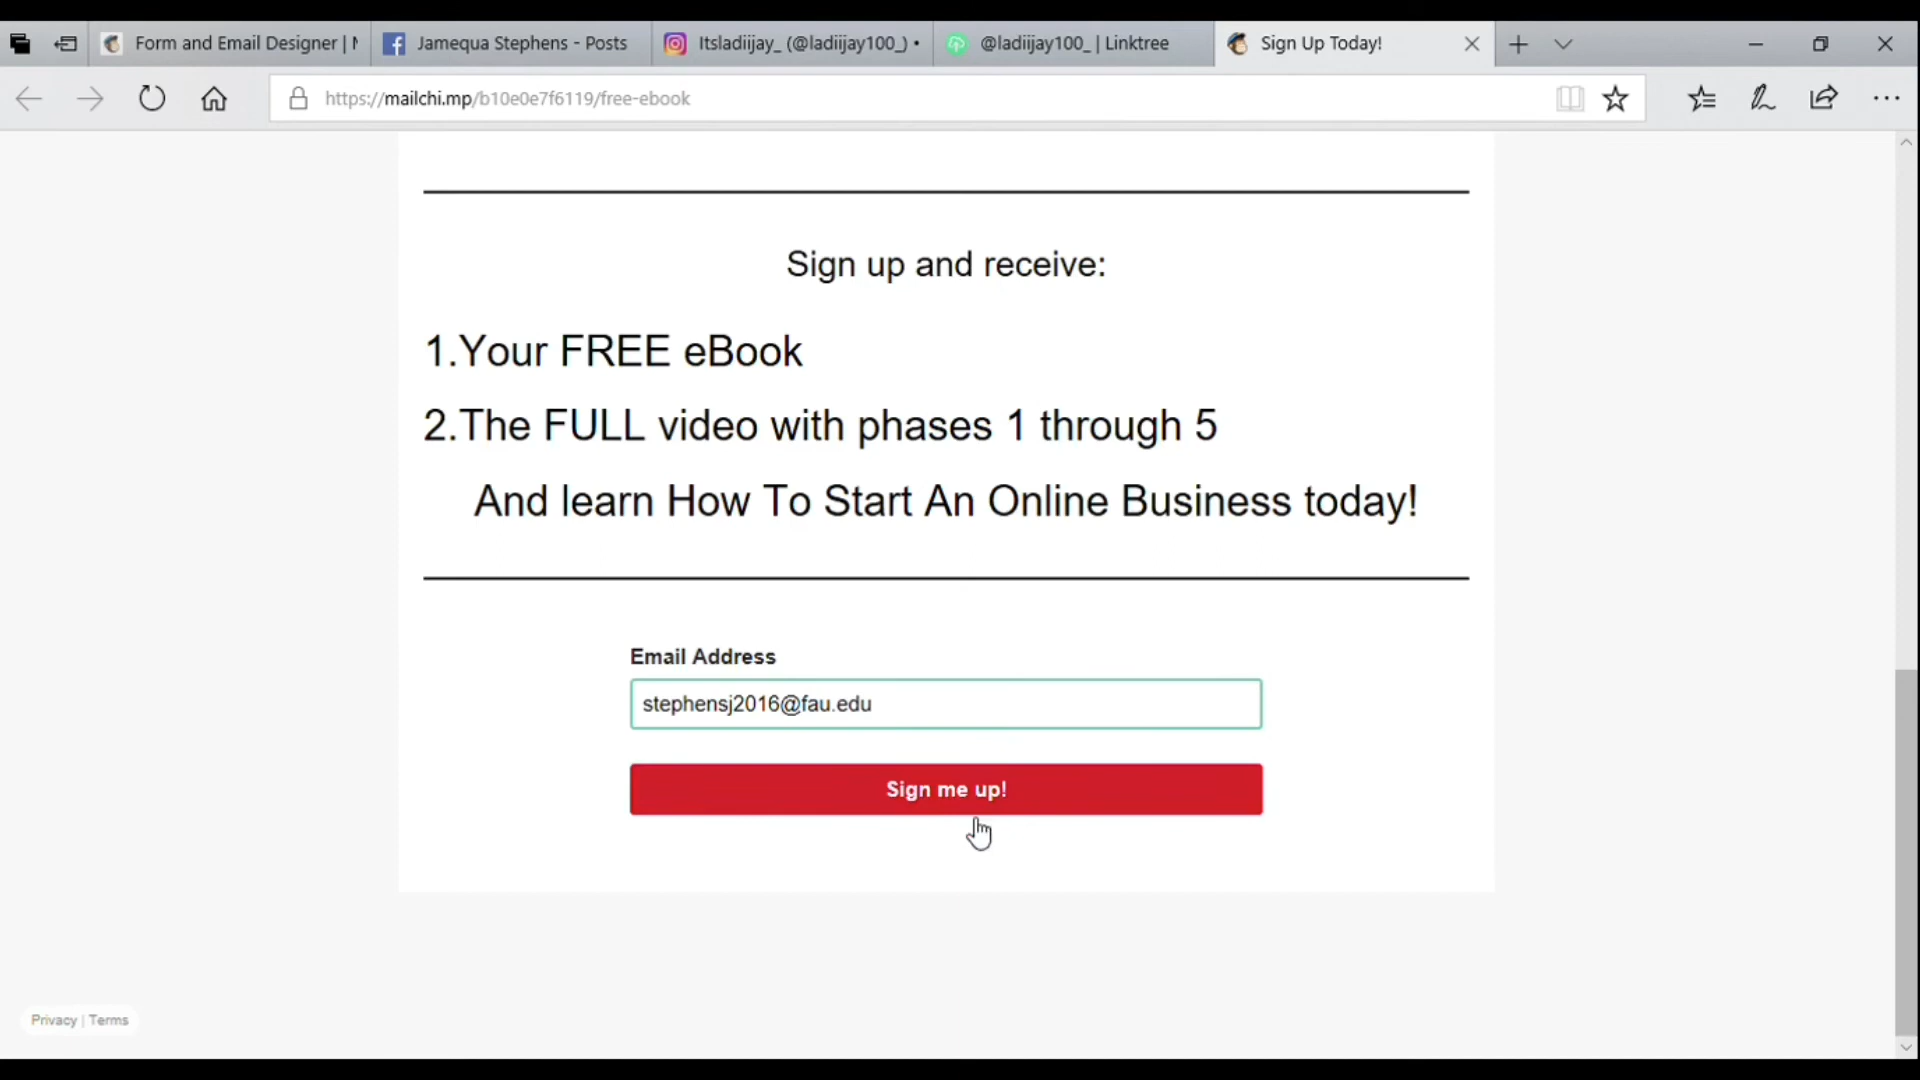 Form and Email Designer | M
Jamequa Stephens - Posts
Itsladiijay_ (@ladiijay100_) •
@ladiijay100_ | Linktree
Sign Up Today!
https://mailchi.mp/b10e0e7f6119/free-ebook
Sign up and receive:
1.Your FREE eBook
2.The FULL video with phases 1 through 5
And learn How To Start An Online Business today!
Email Address
stephensj2016@fau.edu
Sign me up!
Privacy | Terms